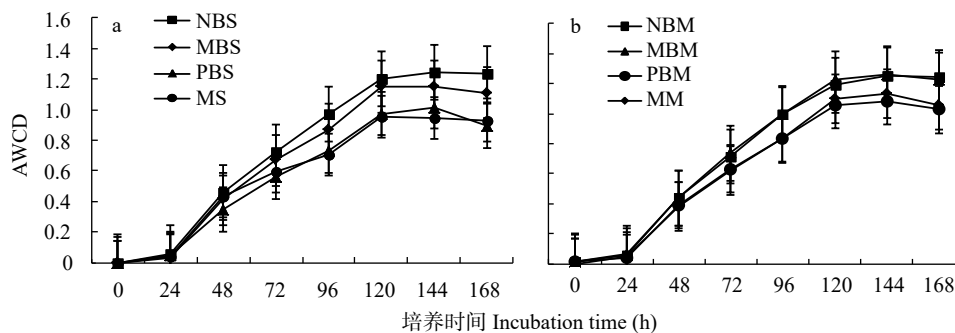 a
NBS
MBS
PBS
MS
AWCD
1.6
1.4
1.2
1.0
0.8
0.6
0.4
0.2
0
0 24 48 72 96 120 144 168
b
NBM
MBM
PBM
MM
0 24 48 72 96 120 144 168
培养时间 Incubation time (h)